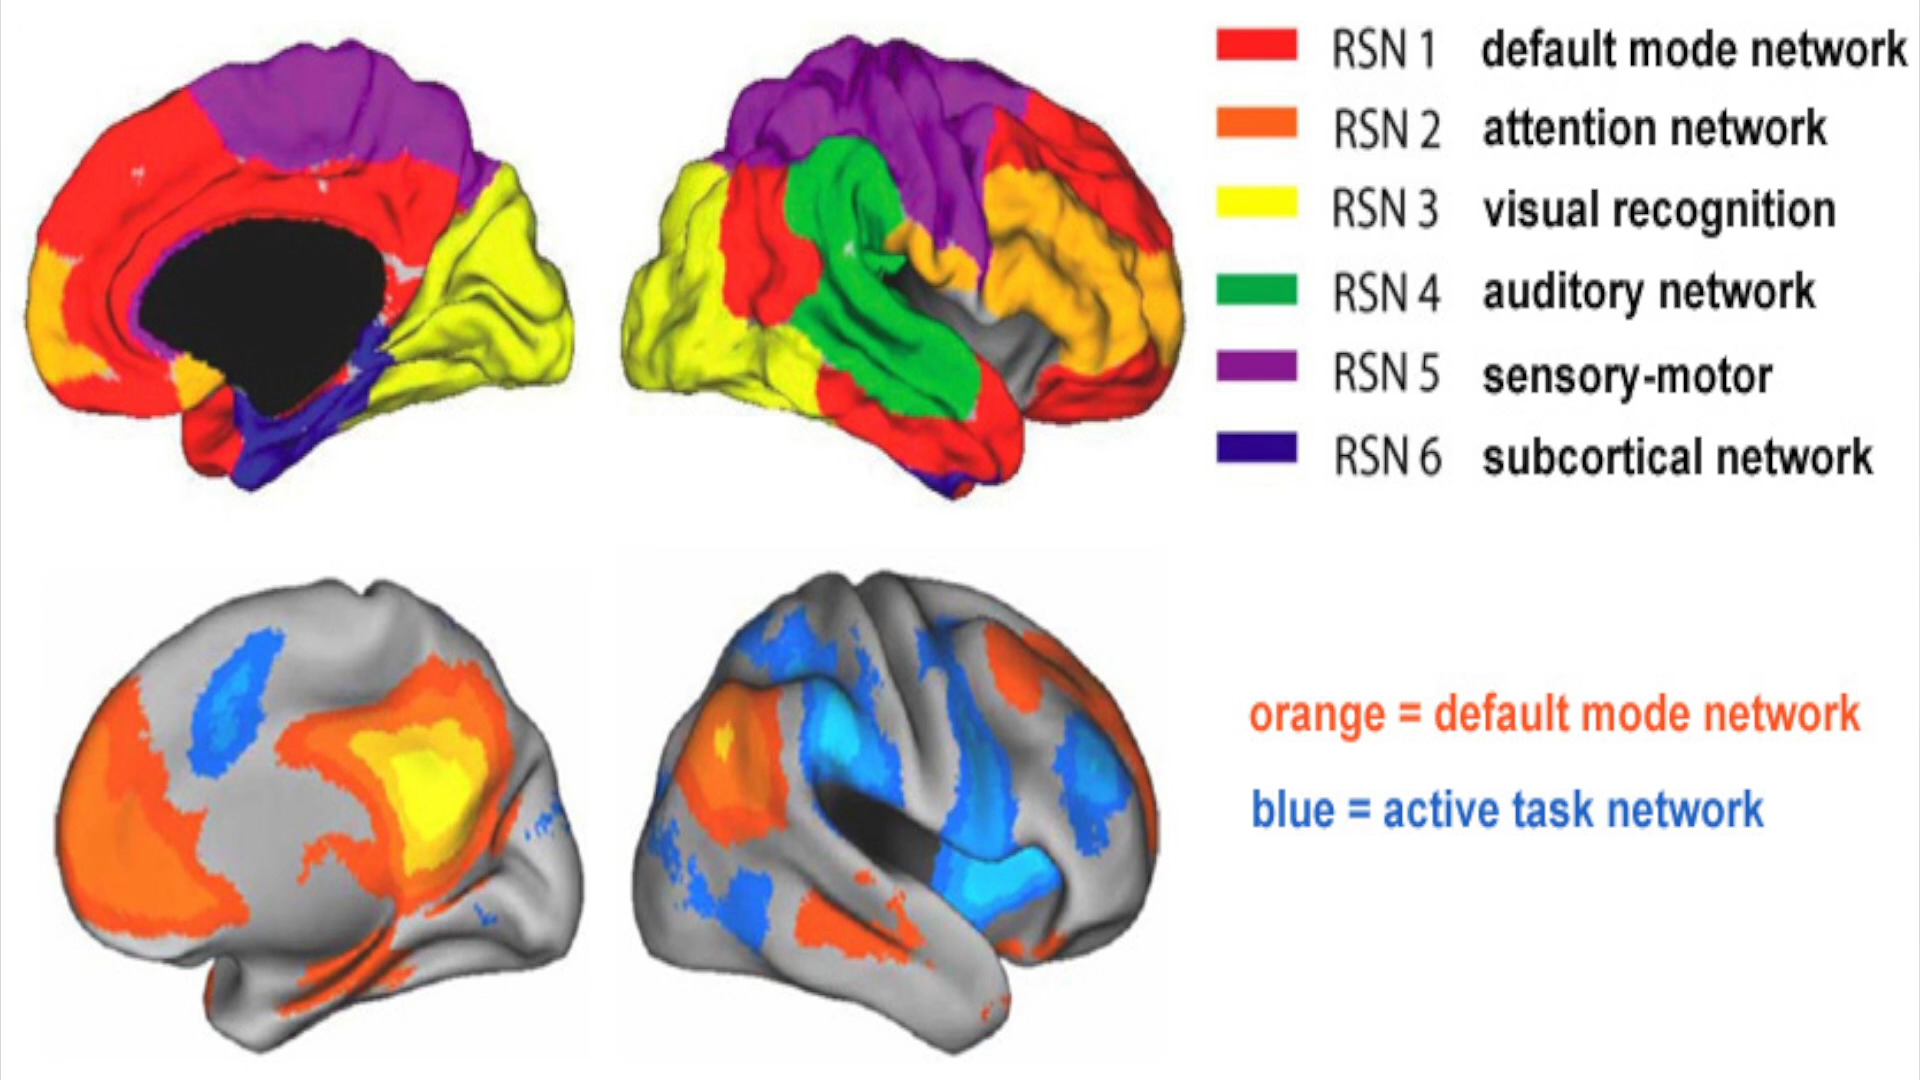 RSN 1 default mode network
RSN 2 attention network
RSN 3 visual recognition
RSN 4 auditory network
RSN 5 sensory-motor
RSN 6 subcortical network
orange = default mode network
blue = active task network